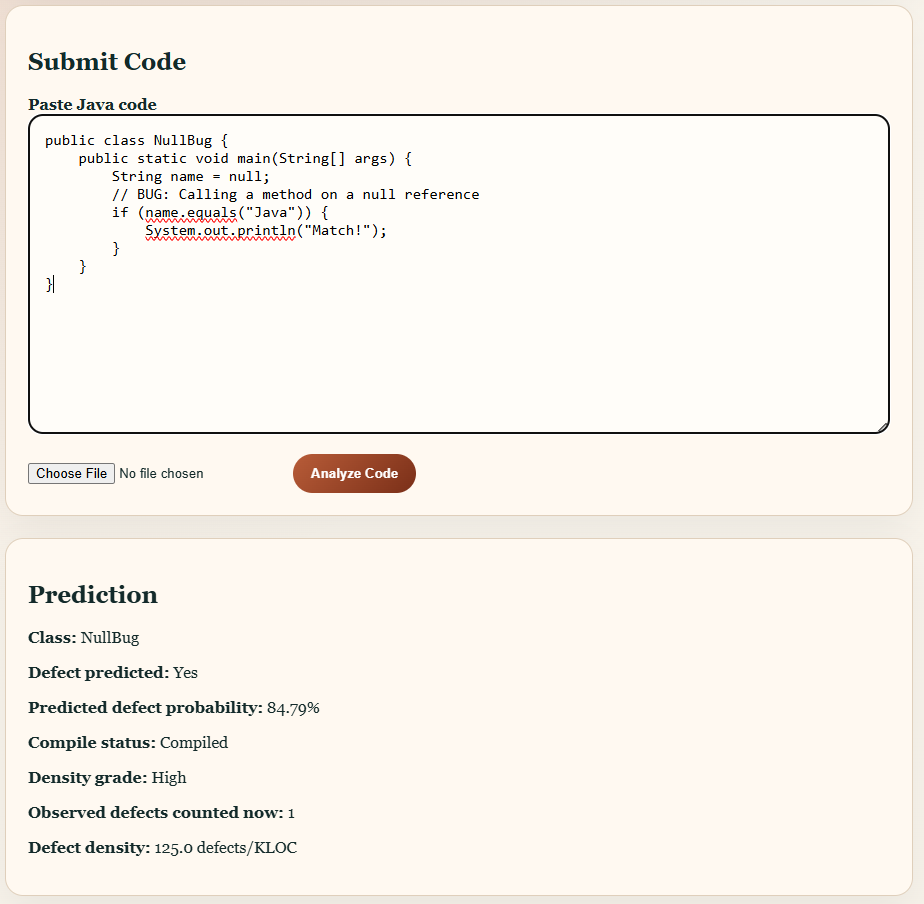 Submit Code
Paste Java code
public class NullBug {
    public static void main(String[] args) {
        String name = null;
        // BUG: Calling a method on a null reference
        if (name.equals("Java")) {
            System.out.println("Match!");
        }
    }
}
Choose File No file chosen Analyze Code
Prediction
Class: NullBug
Defect predicted: Yes
Predicted defect probability: 84.79%
Compile status: Compiled
Density grade: High
Observed defects counted now: 1
Defect density: 125.0 defects/KLOC